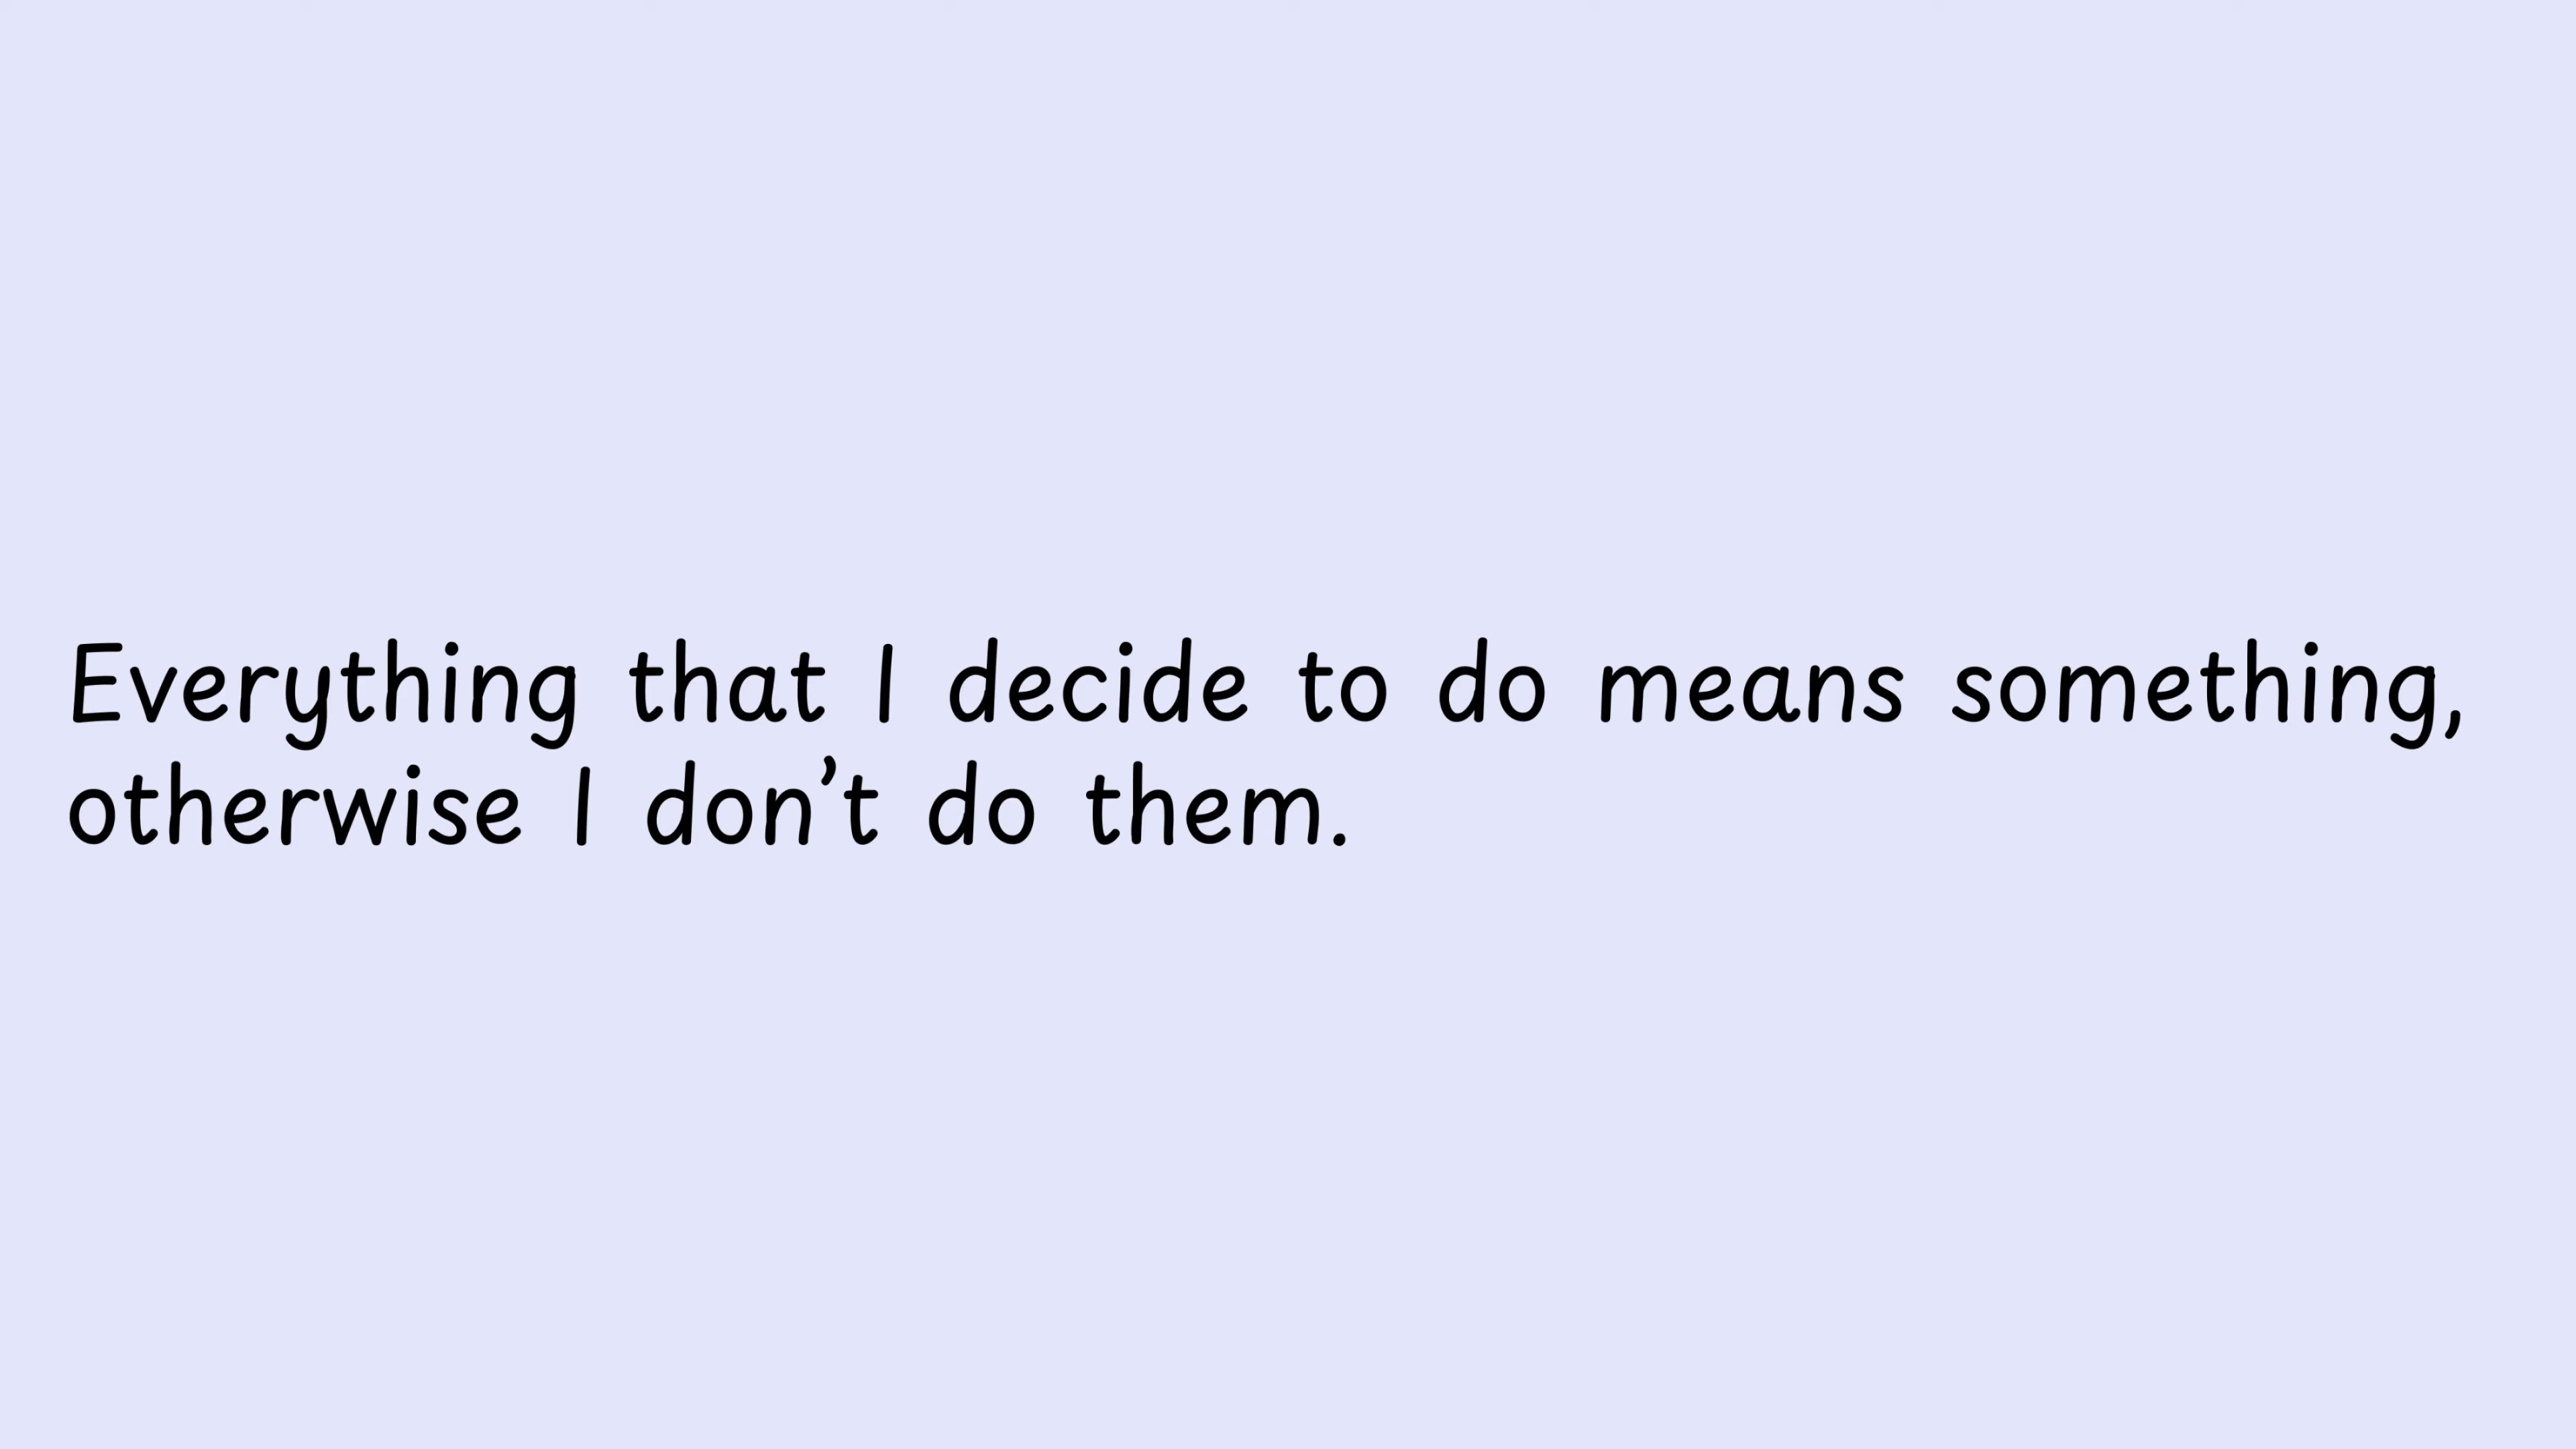 Everything that I decide to do means something,
otherwise I don’t do them.